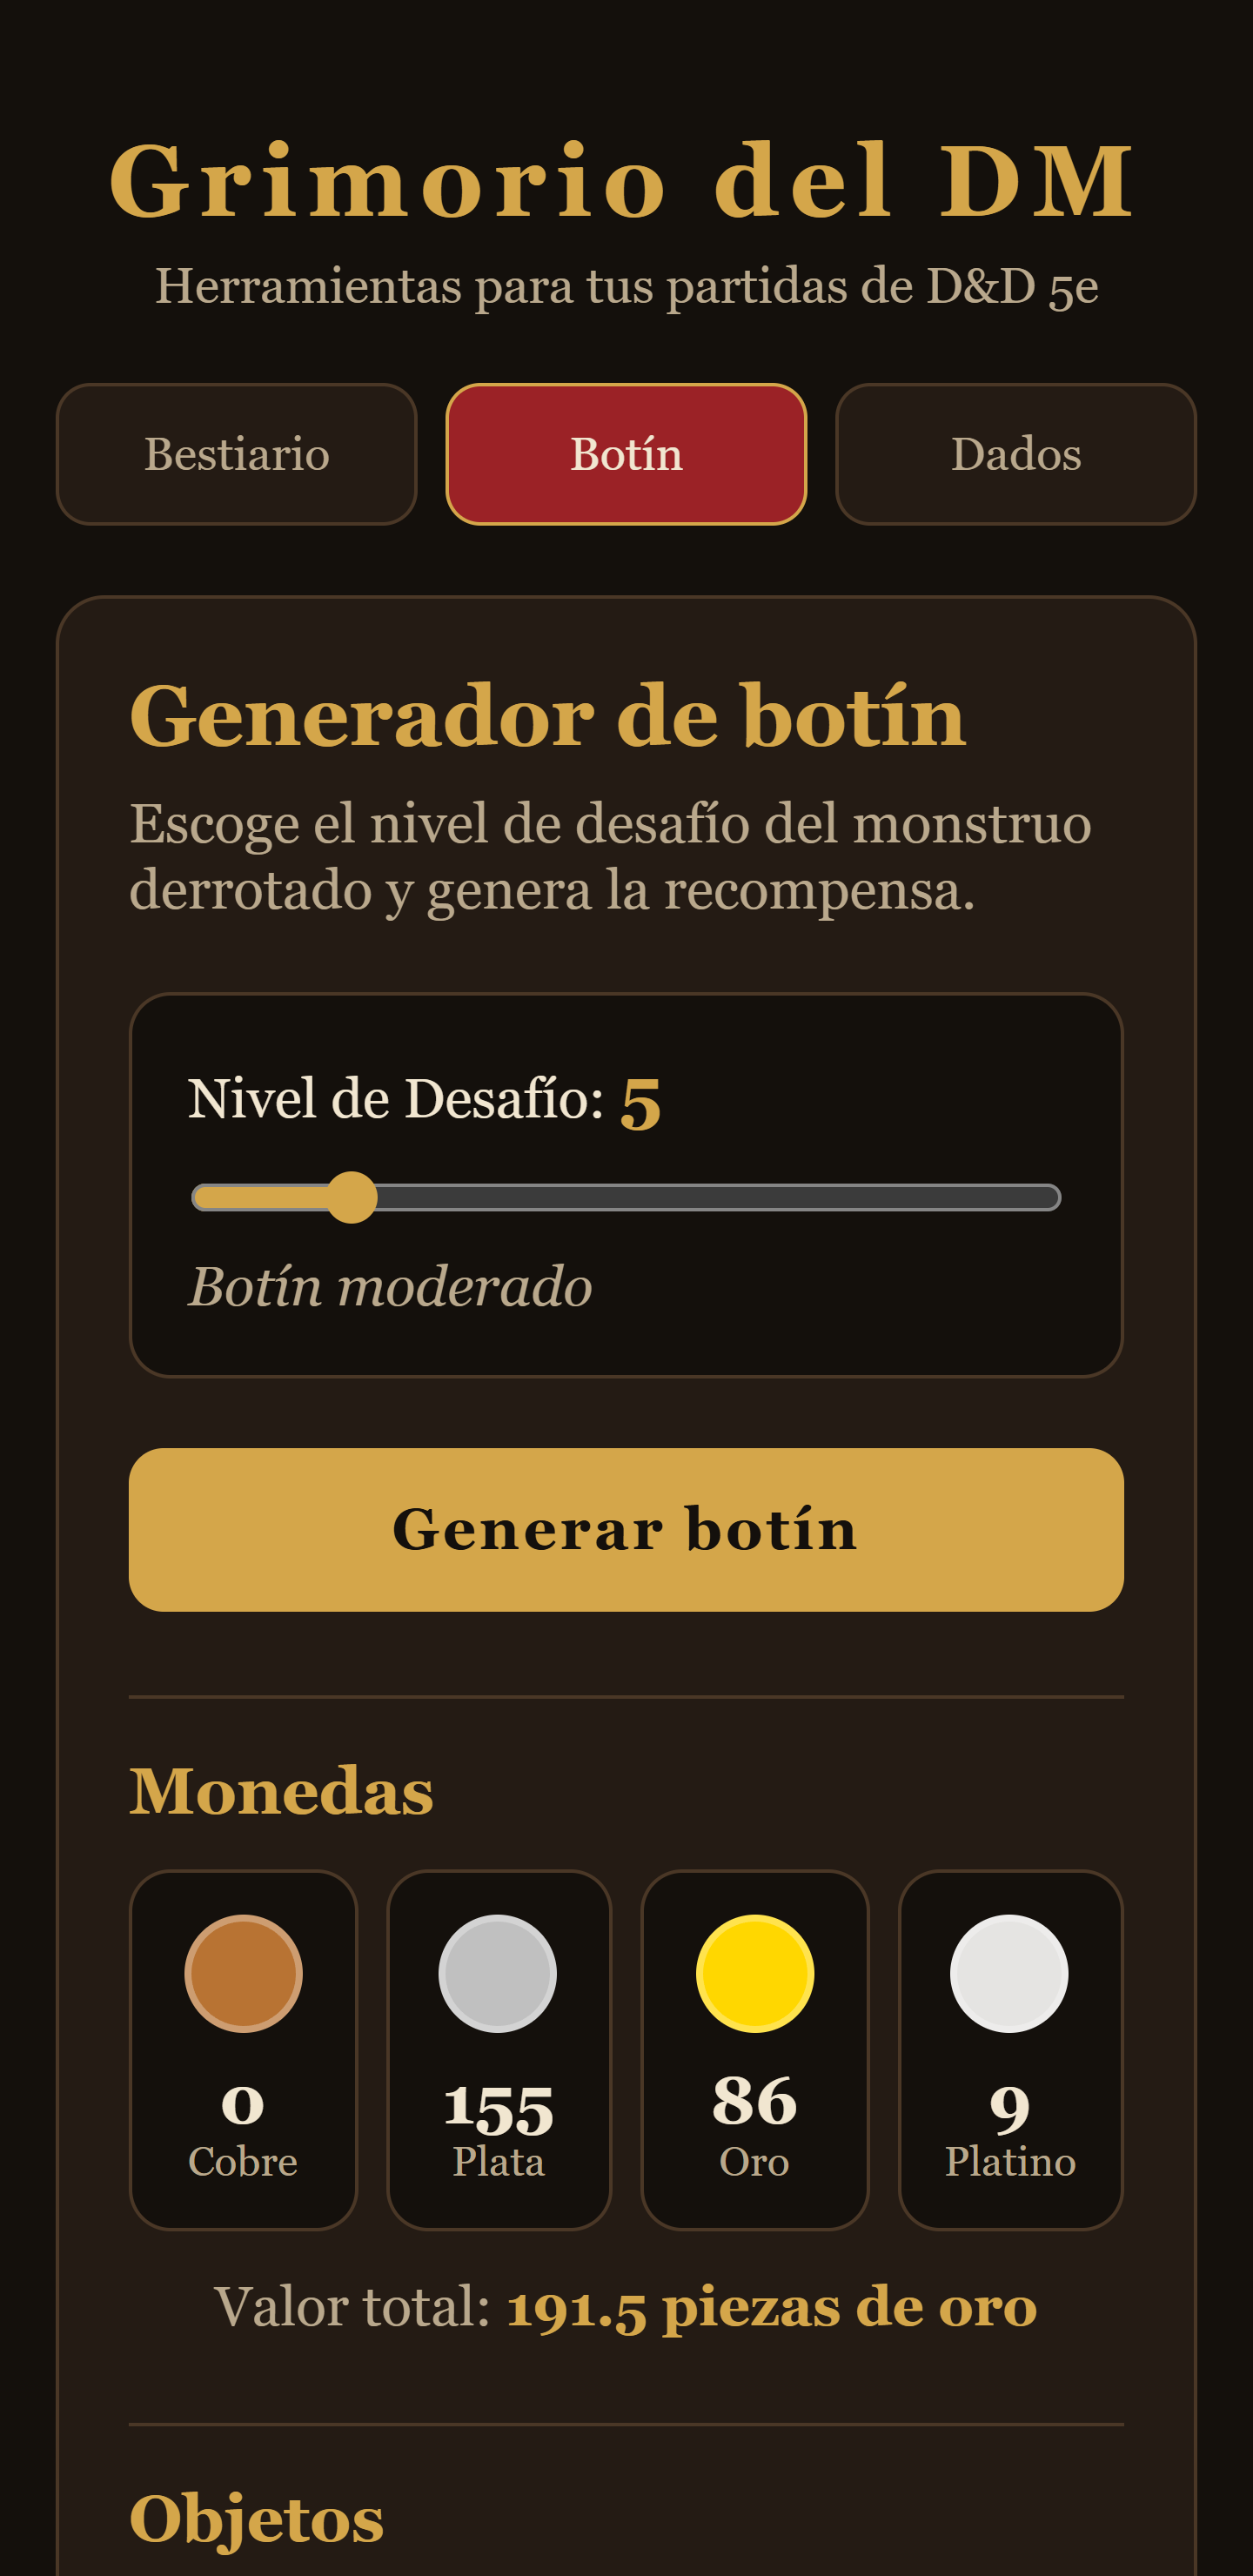 Grimorio del DM
Herramientas para tus partidas de D&D 5e
Bestiario
Botín
Dados
Generador de botín
Escoge el nivel de desafío del monstruo
derrotado y genera la recompensa.
Nivel de Desafío: 5
Botín moderado
Generar botín
Monedas
0
Cobre
155
Plata
86
Oro
9
Platino
Valor total: 191.5 piezas de oro
Objetos